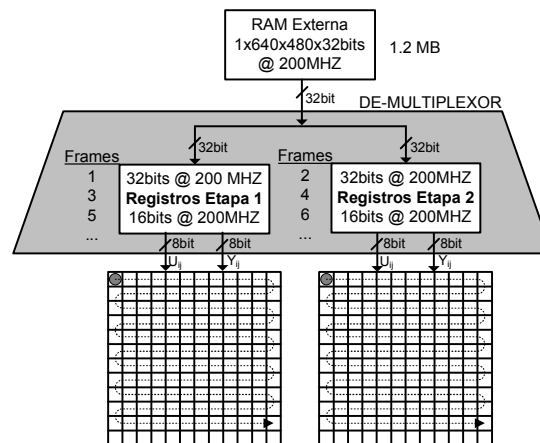 RAM Externa
1x640x480x32bits
@ 200MHZ
1.2 MB
32bit
DE-MULTIPLEXOR
32bit
32bit
Frames
1
3
5
...
32bits @ 200 MHZ
Registros Etapa 1
16bits @ 200MHZ
Frames
2
4
6
...
32bits @ 200MHZ
Registros Etapa 2
16bits @ 200MHZ
8bit
8bit
8bit
8bit
Uij
Yij
Uij
Yij